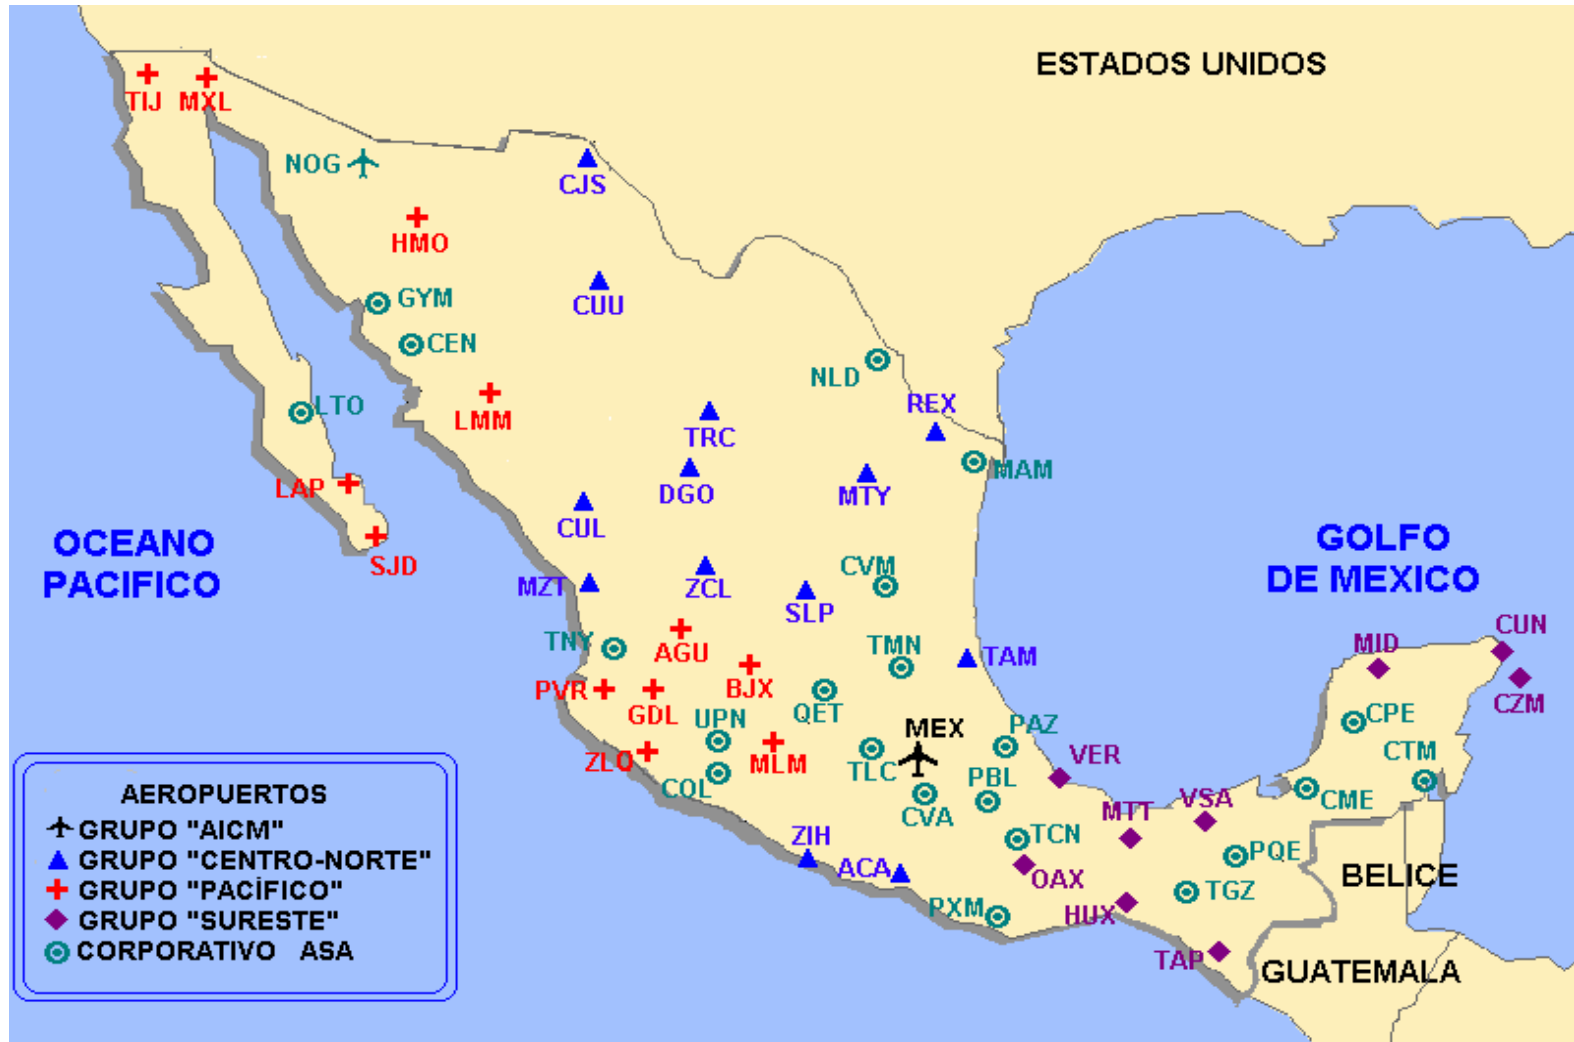 ESTADOS UNIDOS
TIJ
MXL
NOG
CJS
HMO
CUU
GYM
CEN
NLD
LTO
LMM
REX
TRC
MAM
LAP
DGO
MTY
CUL
OCEANO
PACIFICO
SJD
GOLFO
DE MEXICO
MZT
ZCL
CVM
SLP
TNY
AGU
TMN
TAM
MID
CUN
CZM
PVR
GDL
BJX
UPN
QET
MEX
PAZ
CPE
ZLO
MLM
TLC
VER
CTM
COL
PBL
CVA
CME
MTT
VSA
ZIH
TCN
ACA
OAX
PQE
BELICE
PXM
HUX
TGZ
TAP
GUATEMALA
AEROPUERTOS
GRUPO "AICM"
GRUPO "CENTRO-NORTE"
GRUPO "PACÍFICO"
GRUPO "SURESTE"
CORPORATIVO ASA